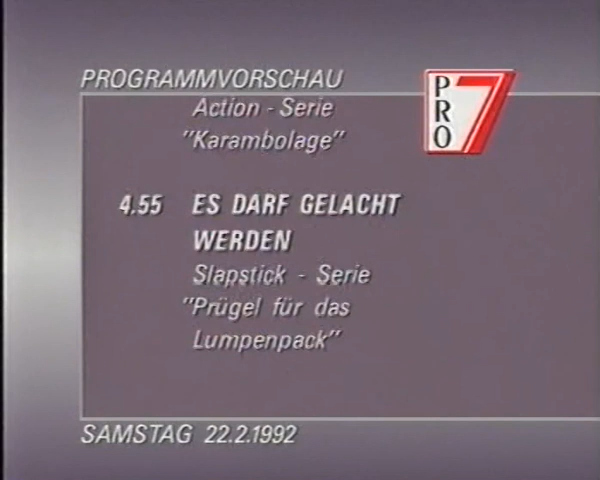 PROGRAMMVORSCHAU
PRO 7
Action - Serie
"Karambolage"
4.55 ES DARF GELACHT
WERDEN
Slapstick - Serie
"Prügel für das
Lumpenpack"
SAMSTAG 22.2.1992